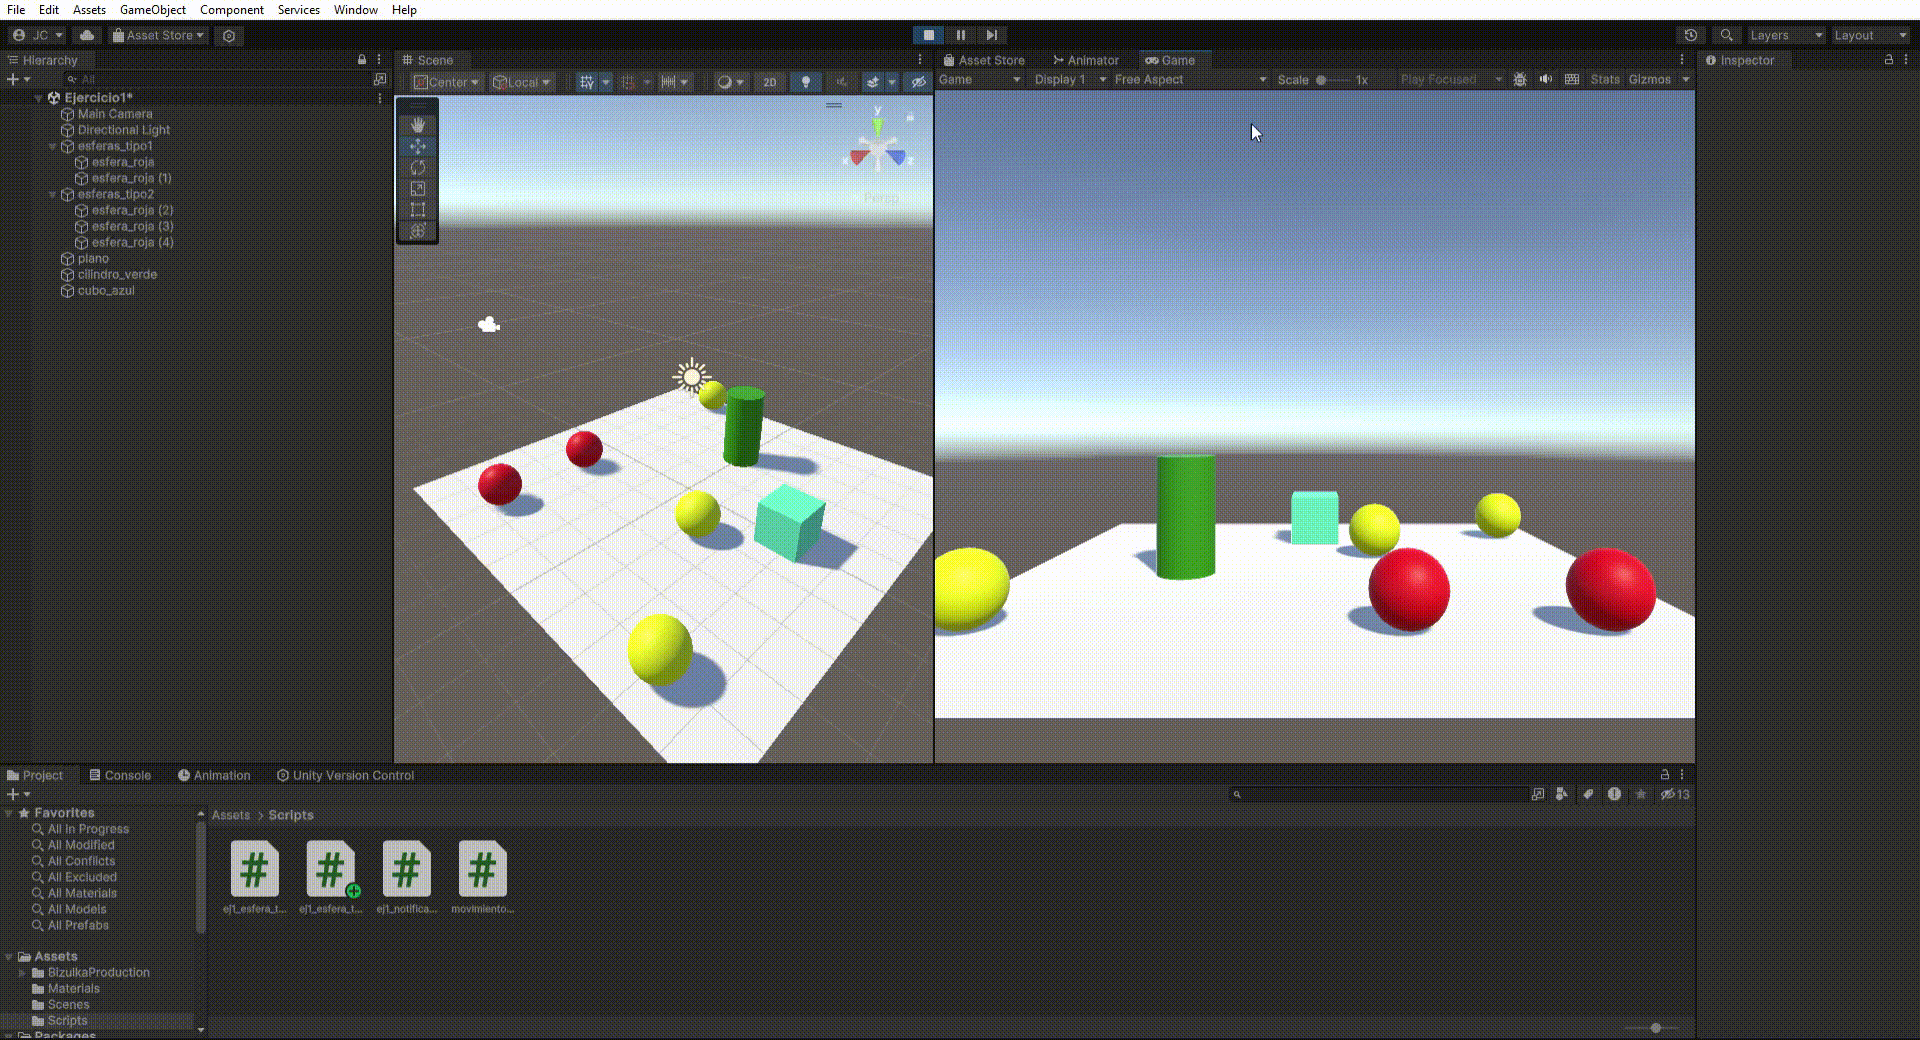 File Edit Assets GameObject Component Services Window Help
JC Asset Store Layers Layout
Hierarchy
All
Ejercicio1*
Main Camera
Directional Light
esferas_tipo1
esfera_roja
esfera_roja (1)
esferas_tipo2
esfera_roja (2)
esfera_roja (3)
esfera_roja (4)
plano
cilindro_verde
cubo_azul
Scene
Center Local 2D
y
x z
Persp
Asset Store Animator Game
Game Display 1 Free Aspect Scale 1x Play Focused Stats Gizmos
Inspector
Project Console Animation Unity Version Control
13
Favorites
All In Progress
All Modified
All Conflicts
All Excluded
All Materials
All Models
All Prefabs
Assets
BizulkaProduction
Materials
Scenes
Scripts
Packages
Assets > Scripts
# # # #
ej1_esfera_t... ej1_esfera_t... ej1_notifica... movimiento...